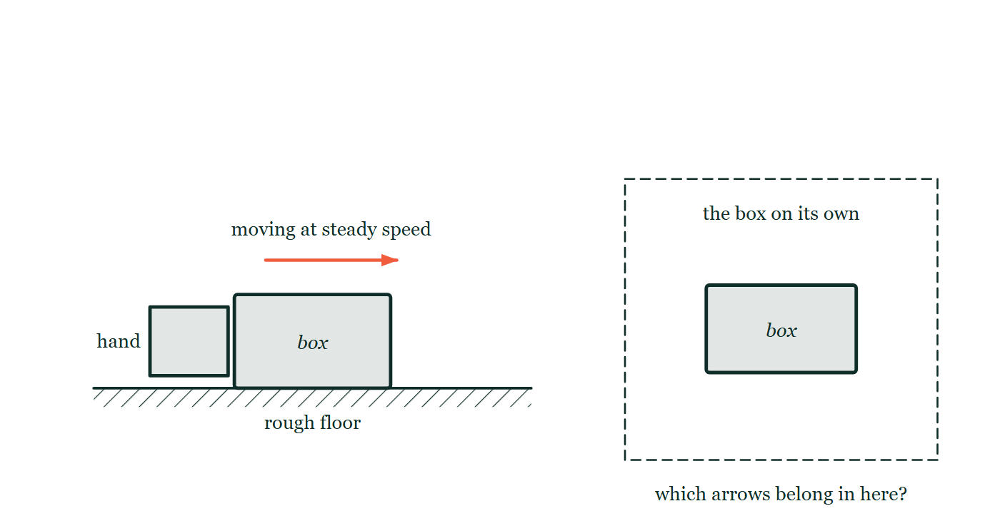 moving at steady speed
hand
box
rough floor
the box on its own
box
which arrows belong in here?